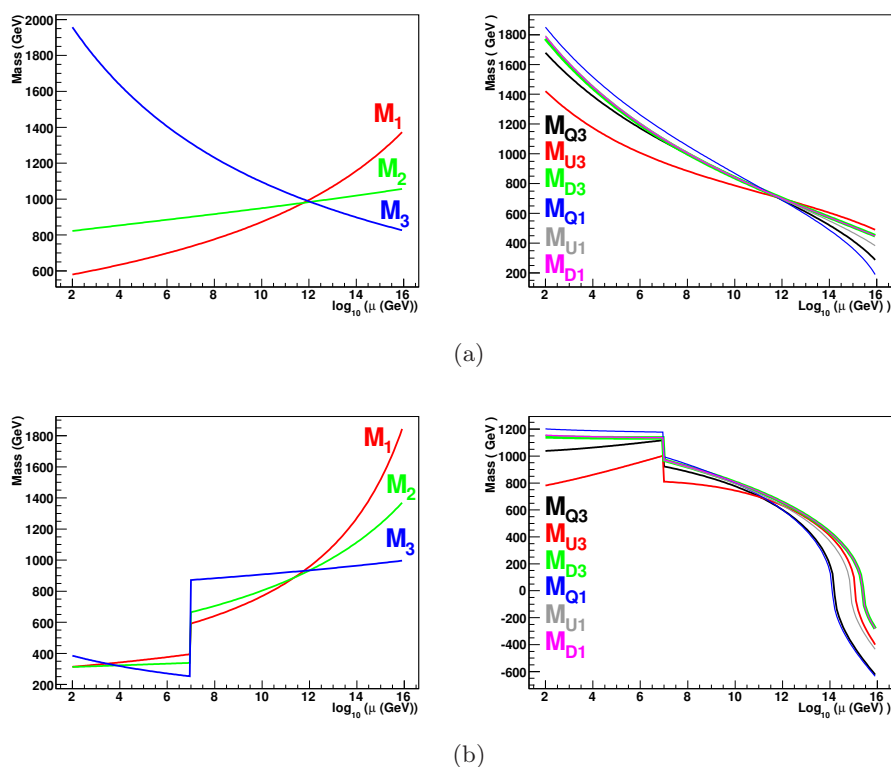 Mass (GeV)
2000
1800
1600
1400
1200
1000
800
600
M1
M2
M3
2 4 6 8 10 12 14 16
log10 (μ (GeV))
Mass ( GeV )
1800
1600
1400
1200
1000
800
600
400
200
MQ3
MU3
MD3
MQ1
MU1
MD1
2 4 6 8 10 12 14 16
Log10 (μ (GeV) )
(a)
Mass (GeV)
1800
1600
1400
1200
1000
800
600
400
200
M1
M2
M3
2 4 6 8 10 12 14 16
log10 (μ (GeV))
Mass ( GeV )
1200
1000
800
600
400
200
0
-200
-400
-600
MQ3
MU3
MD3
MQ1
MU1
MD1
2 4 6 8 10 12 14 16
Log10 (μ (GeV) )
(b)